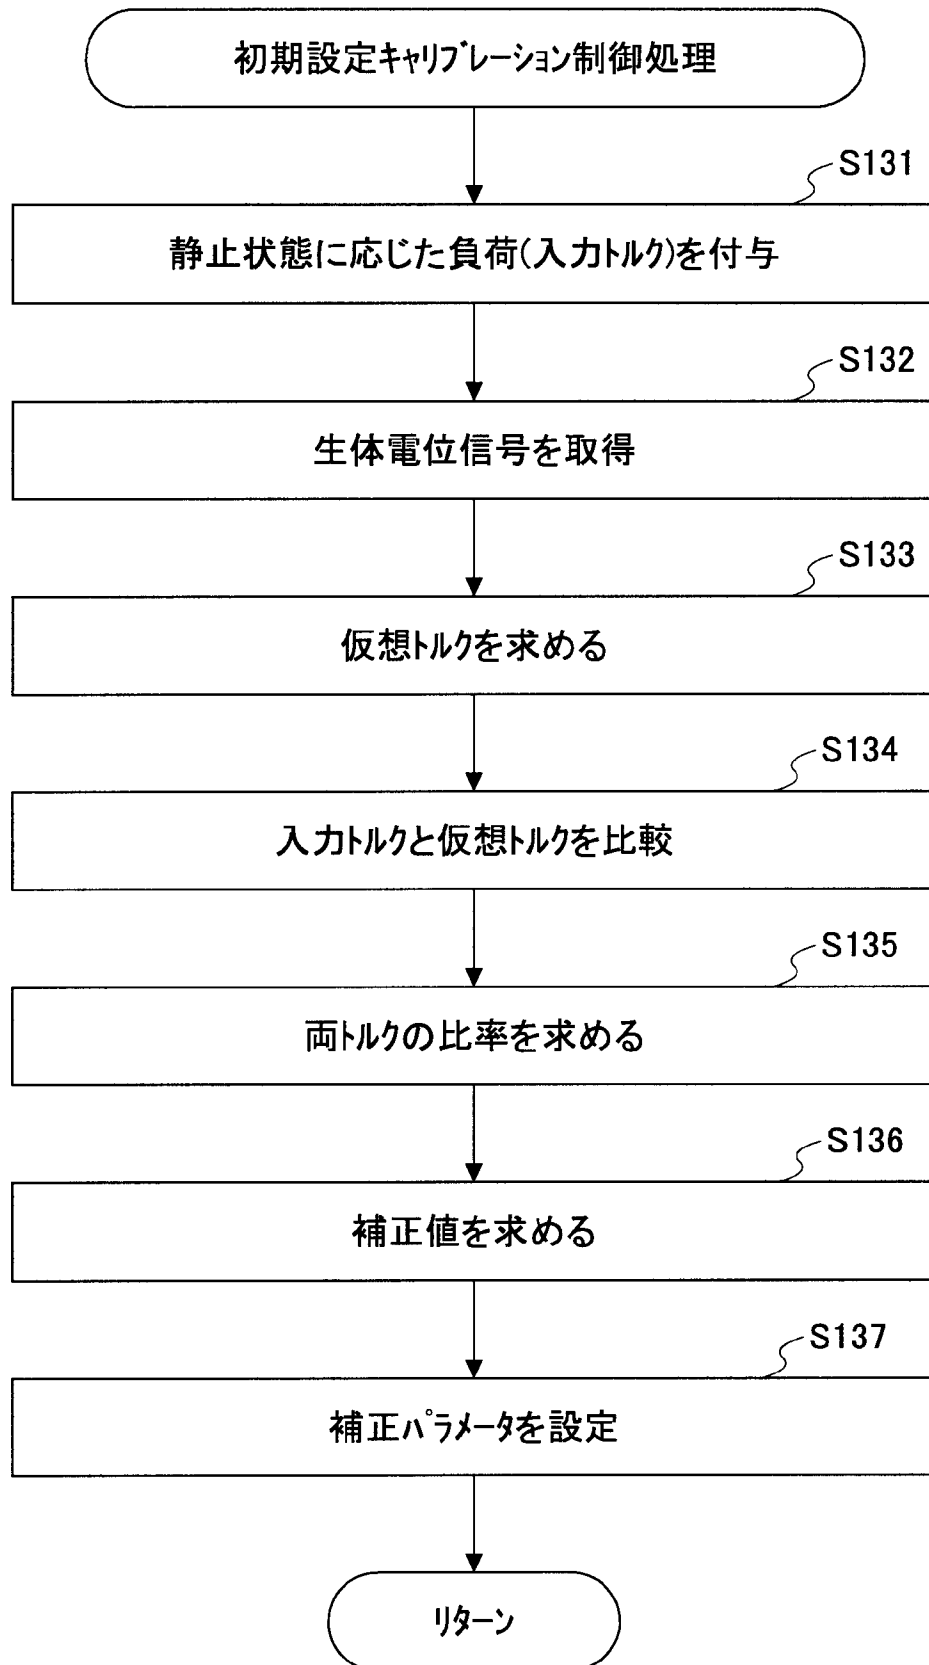 初期設定ｷｬﾘﾌﾞﾚｰｼｮﾝ制御処理
S131
静止状態に応じた負荷(入力ﾄﾙｸ)を付与
S132
生体電位信号を取得
S133
仮想ﾄﾙｸを求める
S134
入力ﾄﾙｸと仮想ﾄﾙｸを比較
S135
両ﾄﾙｸの比率を求める
S136
補正値を求める
S137
補正ﾊﾟﾗﾒｰﾀを設定
ﾘﾀｰﾝ